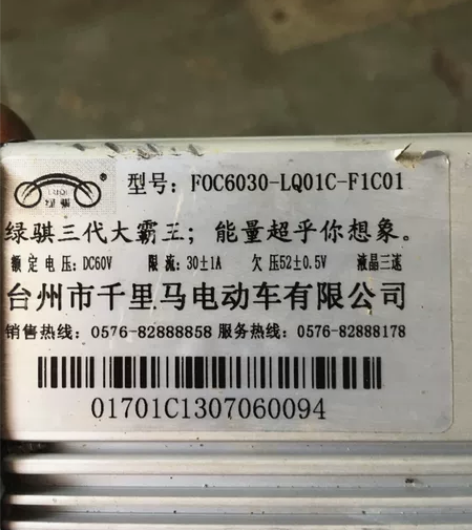 型号：FOC6030-LQ01C-F1C01
绿骐三代大霸王；能量超乎你想象。
额定电压：DC60V 限流：30±1A 欠压52±0.5V 液晶三速
台州市千里马电动车有限公司
销售热线：0576-82888858 服务热线：0576-82888178
01701C1307060094